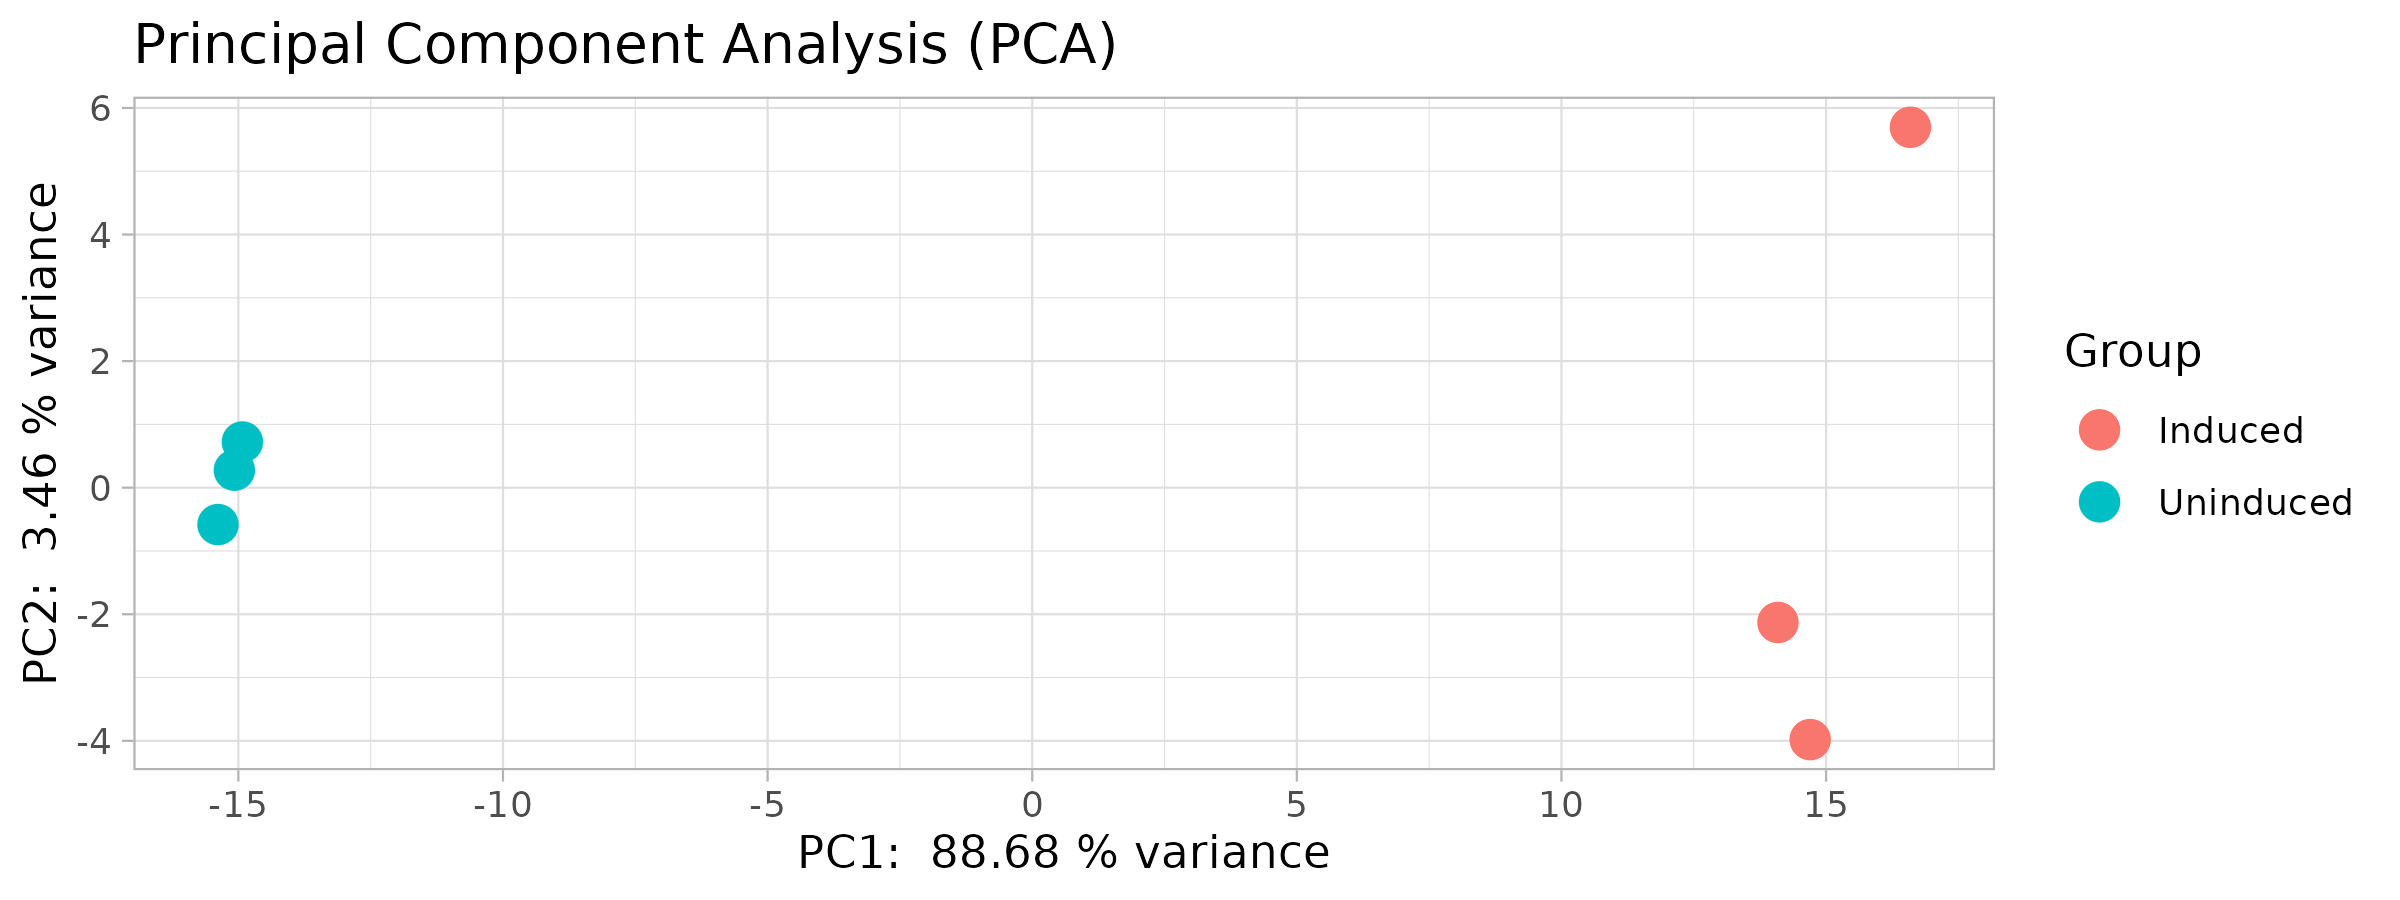 Principal Component Analysis (PCA)
6
4
2
0
-2
-4
PC2:  3.46 % variance
-15
-10
-5
0
5
10
15
PC1:  88.68 % variance
Group
Induced
Uninduced